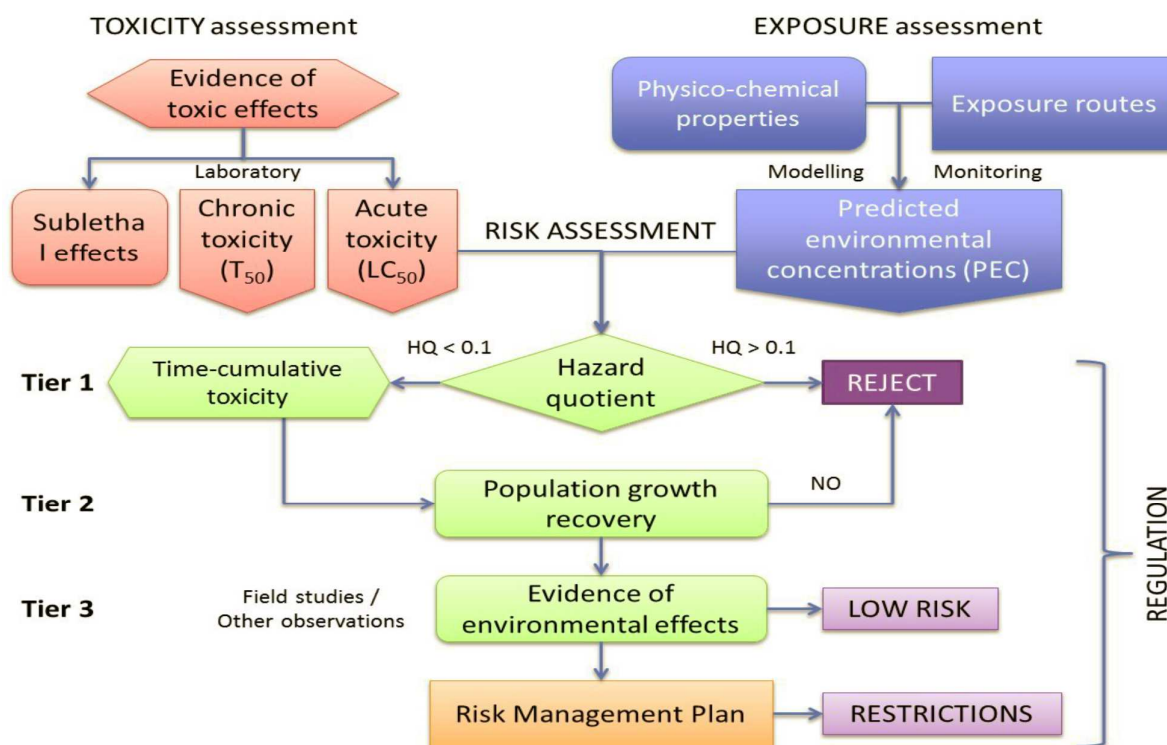 TOXICITY assessment
EXPOSURE assessment
Evidence of
toxic effects
Physico-chemical
properties
Exposure routes
Laboratory
Modelling
Monitoring
Subletha
l effects
Chronic
toxicity
(T₅₀)
Acute
toxicity
(LC₅₀)
RISK ASSESSMENT
Predicted
environmental
concentrations (PEC)
HQ < 0.1
HQ > 0.1
Tier 1
Time-cumulative
toxicity
Hazard
quotient
REJECT
Tier 2
Population growth
recovery
NO
Tier 3
Field studies /
Other observations
Evidence of
environmental effects
LOW RISK
Risk Management Plan
RESTRICTIONS
REGULATION